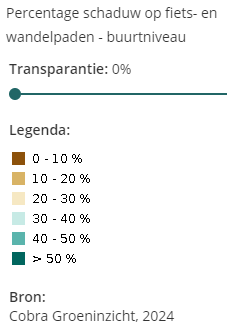 Percentage schaduw op fiets- en
wandelpaden - buurtniveau
Transparantie: 0%
Legenda:
0 - 10 %
10 - 20 %
20 - 30 %
30 - 40 %
40 - 50 %
> 50 %
Bron:
Cobra Groeninzicht, 2024